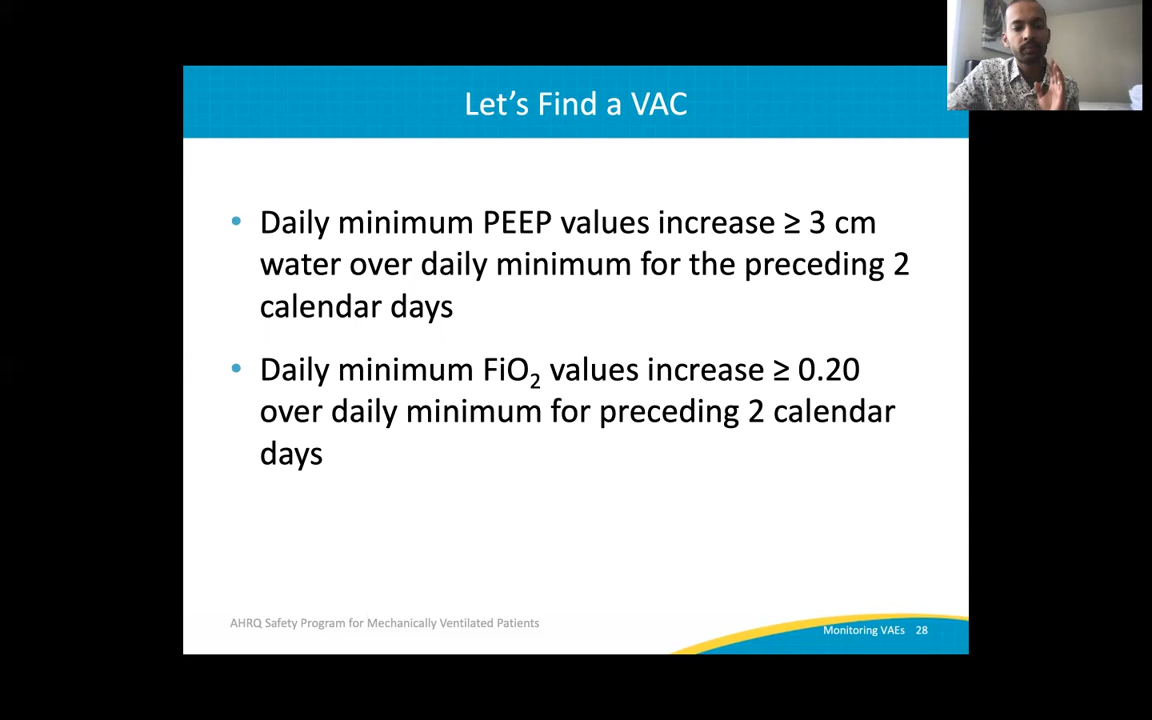 Let's Find a VAC
• Daily minimum PEEP values increase ≥ 3 cm
water over daily minimum for the preceding 2
calendar days
• Daily minimum FiO₂ values increase ≥ 0.20
over daily minimum for preceding 2 calendar
days
AHRQ Safety Program for Mechanically Ventilated Patients
Monitoring VAEs 28